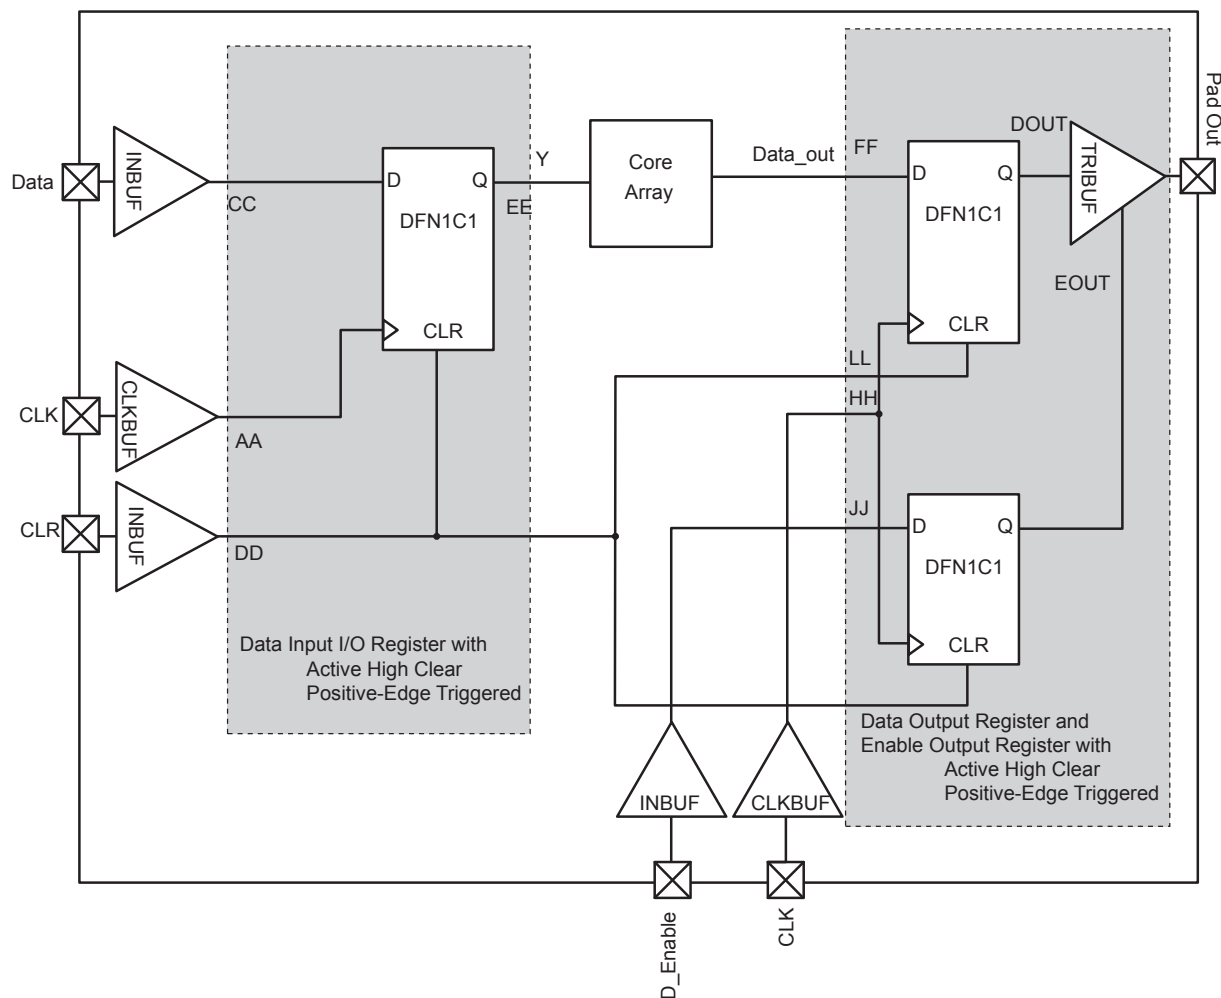 Pad Out
DOUT
INBUF
TRIBUF
Y
Core
Array
Data_out
FF
Data
CC
D
Q
EE
DFN1C1
D
Q
DFN1C1
EOUT
CLR
CLR
LL
HH
CLK
CLKBUF
AA
JJ
CLR
INBUF
DD
D
Q
DFN1C1
CLR
Data Input I/O Register with
Active High Clear
Positive-Edge Triggered
Data Output Register and
Enable Output Register with
Active High Clear
Positive-Edge Triggered
INBUF
CLKBUF
D_Enable
CLK